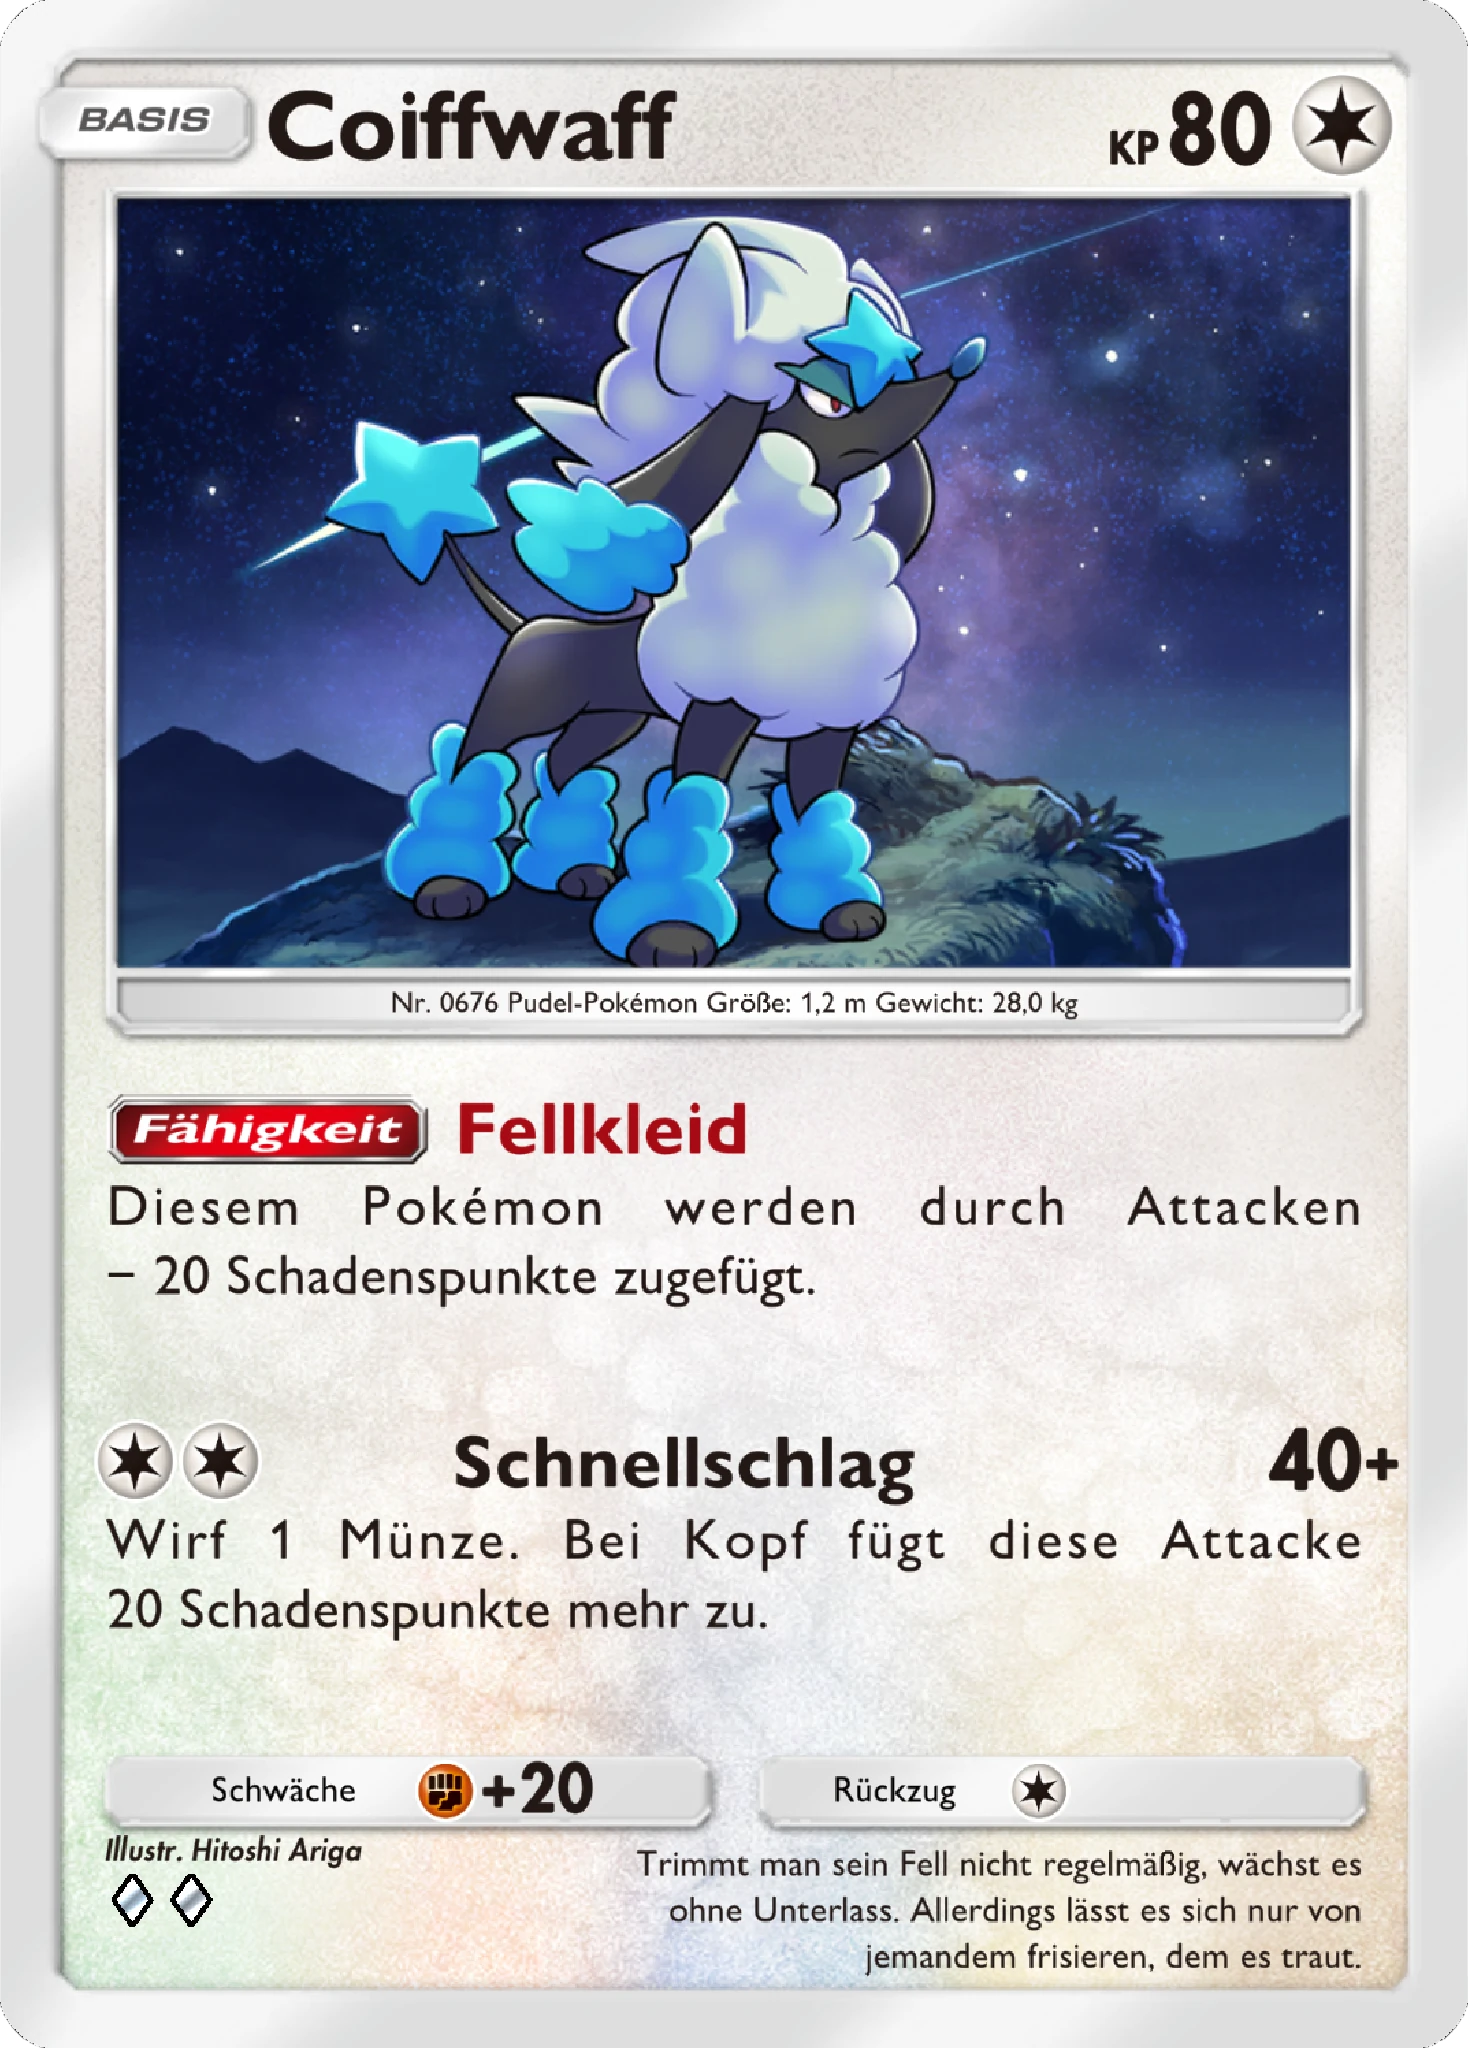 BASIS
Coiffwaff
KP 80
Nr. 0676 Pudel-Pokémon Größe: 1,2 m Gewicht: 28,0 kg
Fähigkeit Fellkleid
Diesem Pokémon werden durch Attacken
– 20 Schadenspunkte zugefügt.
Schnellschlag 40+
Wirf 1 Münze. Bei Kopf fügt diese Attacke
20 Schadenspunkte mehr zu.
Schwäche +20
Rückzug
Illustr. Hitoshi Ariga
Trimmt man sein Fell nicht regelmäßig, wächst es
ohne Unterlass. Allerdings lässt es sich nur von
jemandem frisieren, dem es traut.